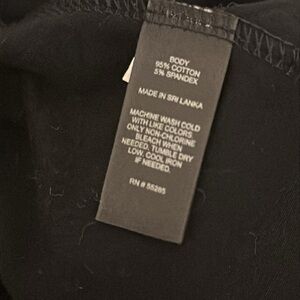 BODY
95% COTTON
5% SPANDEX
MADE IN SRI LANKA
MACHINE WASH COLD
WITH LIKE COLORS.
ONLY NON-CHLORINE
BLEACH WHEN
NEEDED. TUMBLE DRY
LOW. COOL IRON
IF NEEDED.
RN # 55285